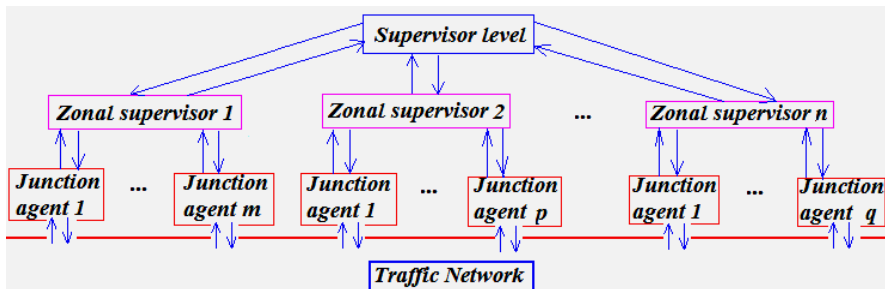 Supervisor level
Zonal supervisor 1
Zonal supervisor 2
...
Zonal supervisor n
Junction
agent 1
...
Junction
agent m
Junction
agent 1
...
Junction
agent p
Junction
agent 1
...
Junction
agent q
Traffic Network